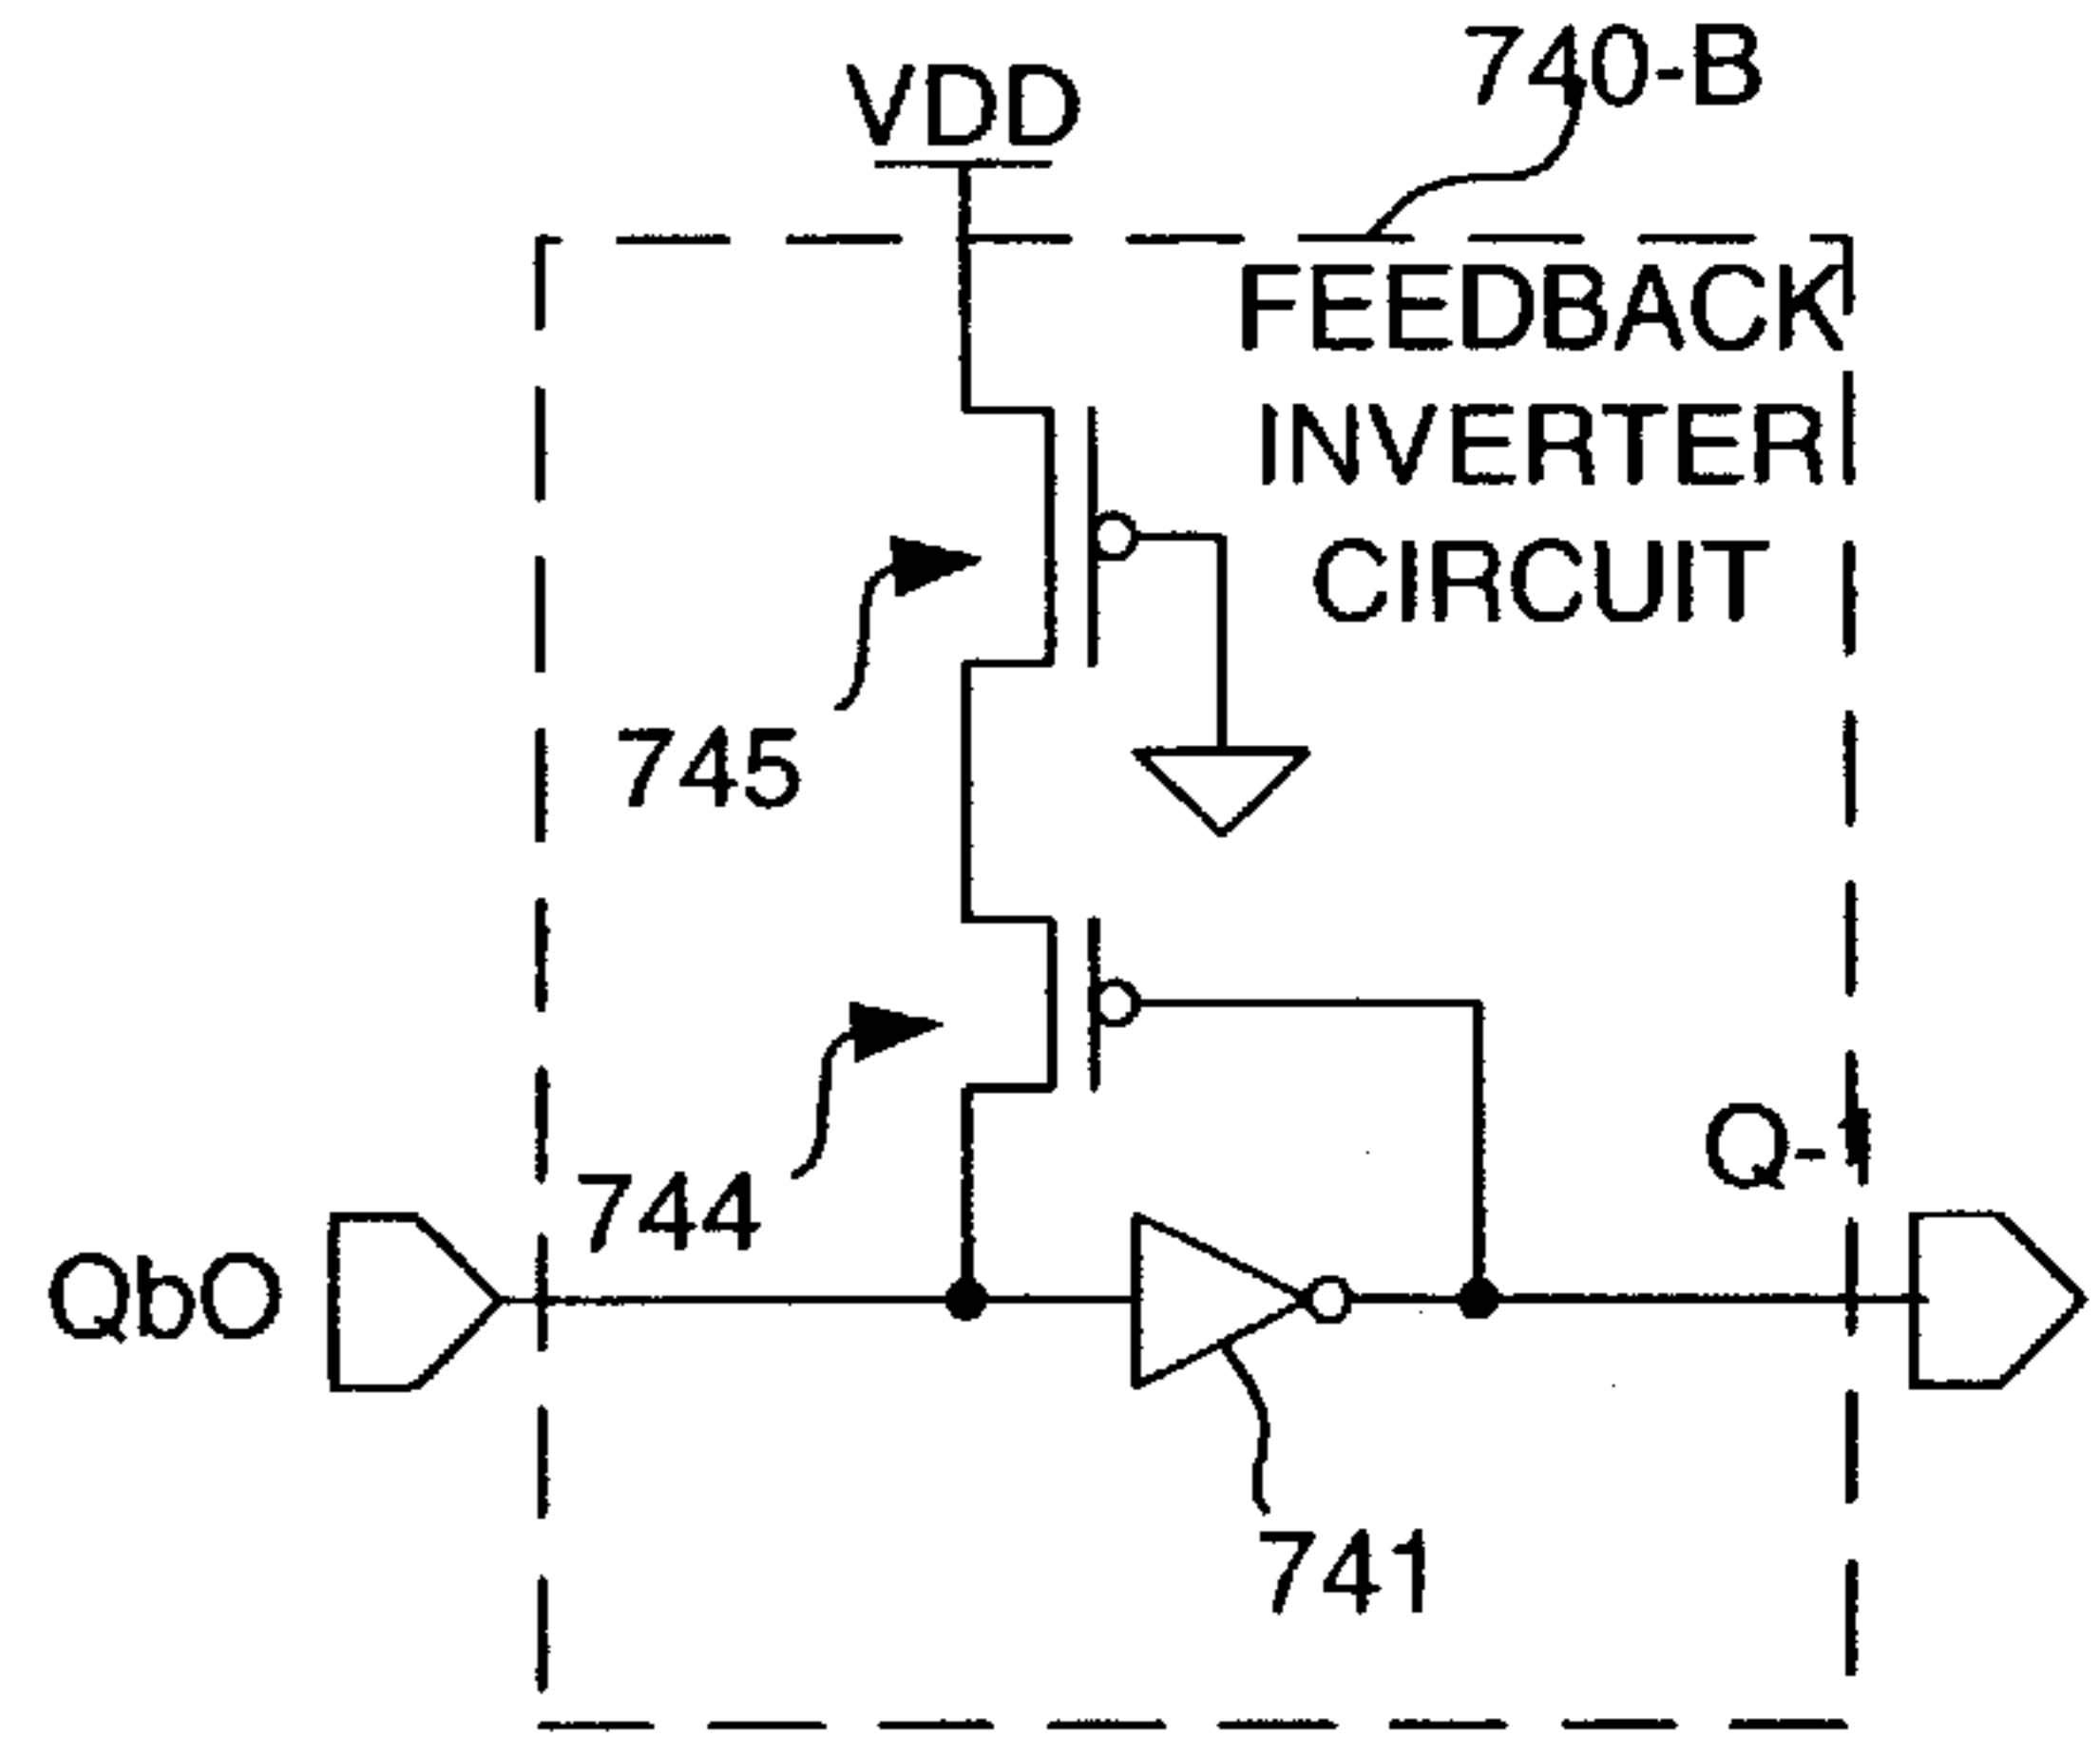 740-B
VDD
FEEDBACK
INVERTER
CIRCUIT
745
744
Q-1
QbO
741